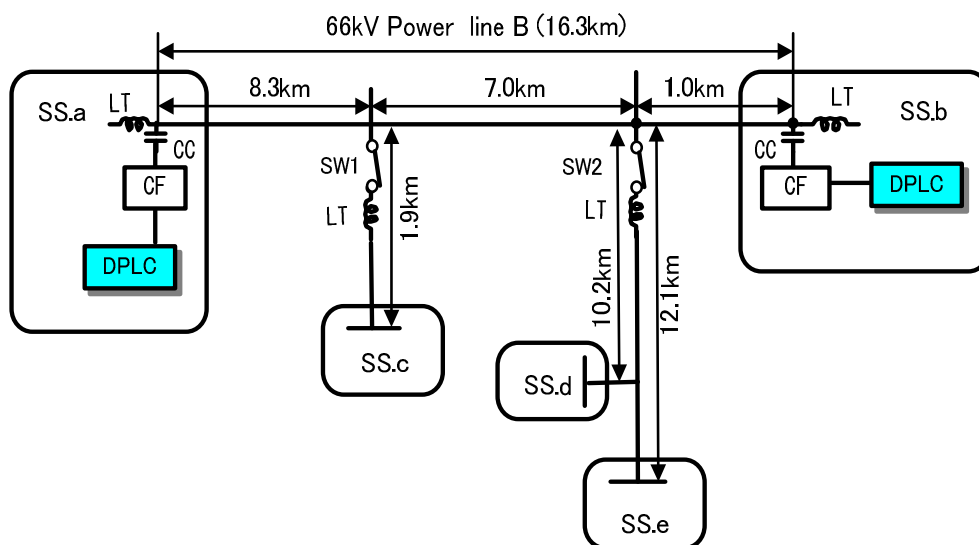 66kV Power line B (16.3km)
8.3km
7.0km
1.0km
SS.a
LT
LT
SS.b
CC
CC
CF
SW1
SW2
CF
DPLC
LT
LT
1.9km
DPLC
10.2km
12.1km
SS.c
SS.d
SS.e